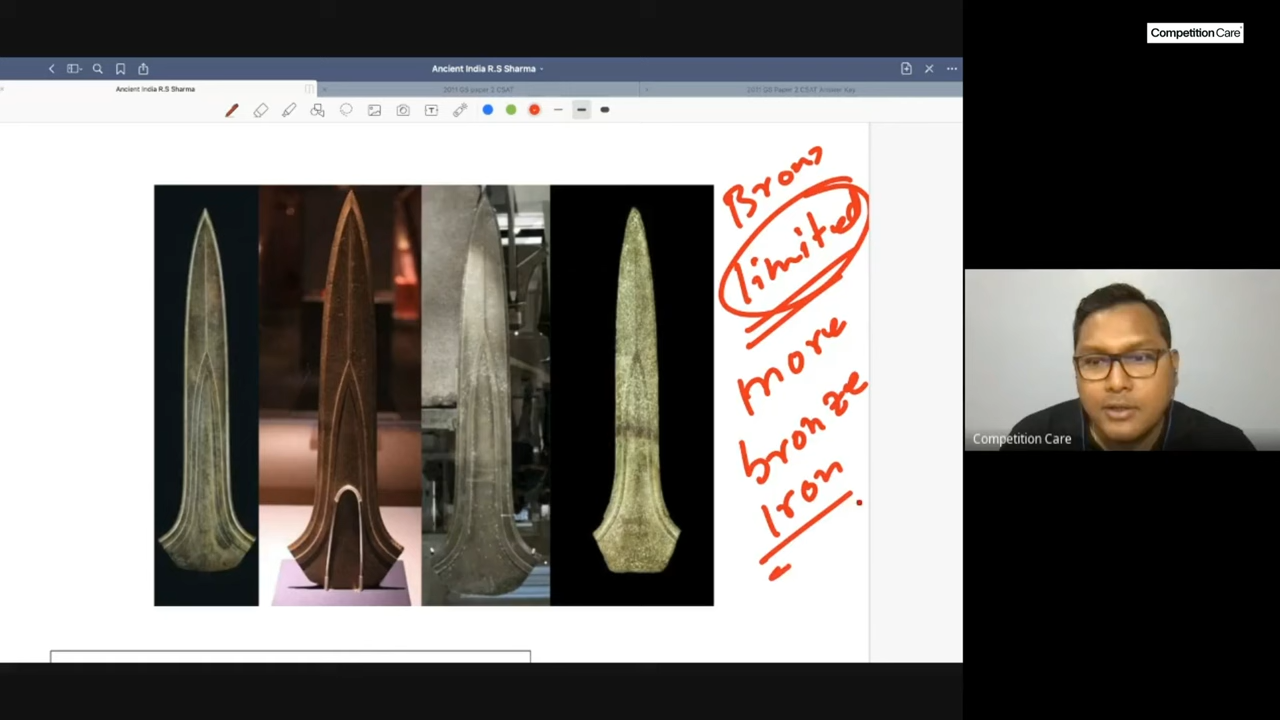 CompetitionCare
Ancient India R.S Sharma
Ancient India R.S Sharma
2011 GS paper 2 CSAT
2011 GS Paper 2 CSAT Answer Key
T
Bronz
limited
more
bronze
Iron
Competition Care